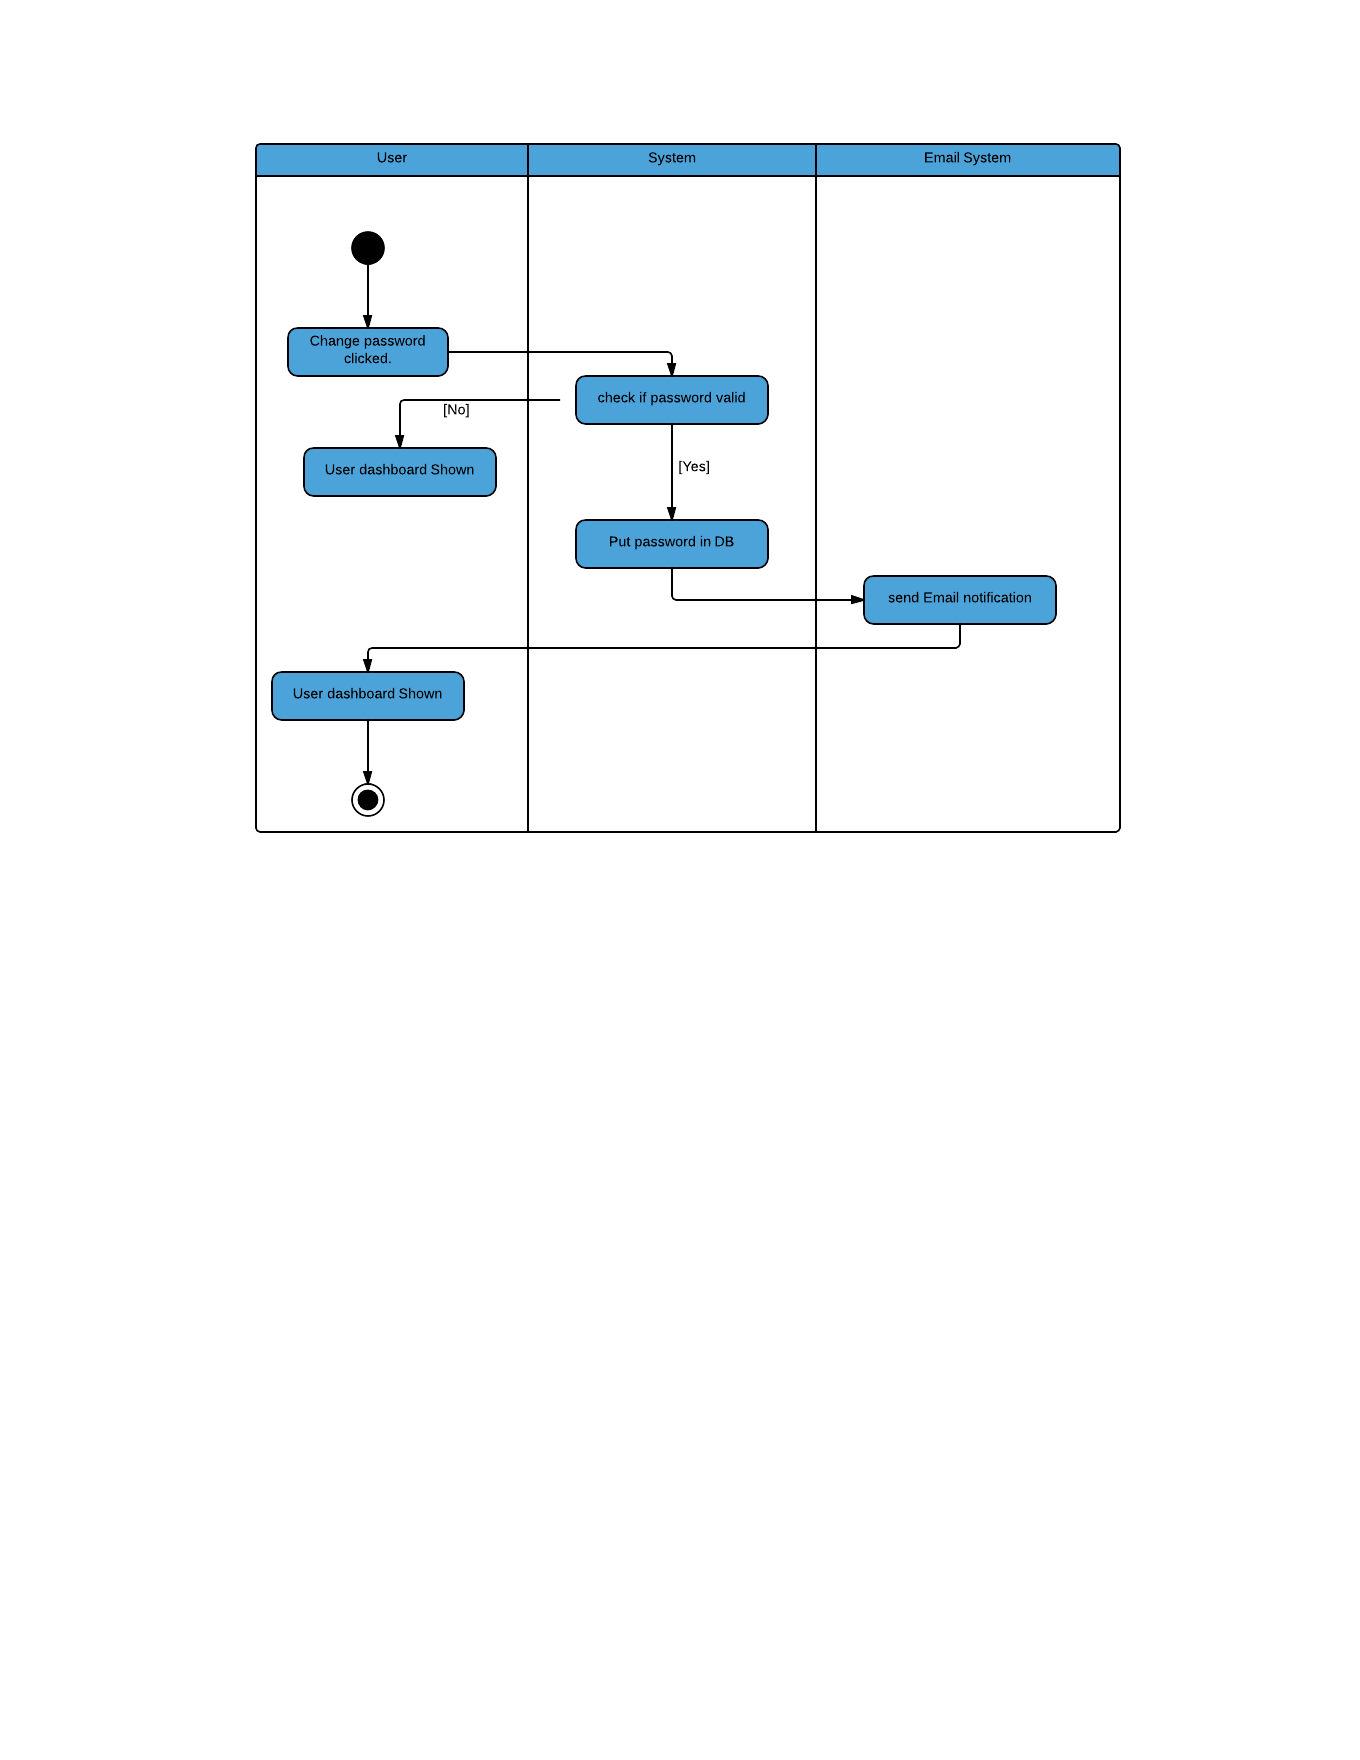 User
System
Email System
Change password
clicked.
check if password valid
[No]
User dashboard Shown
[Yes]
Put password in DB
send Email notification
User dashboard Shown